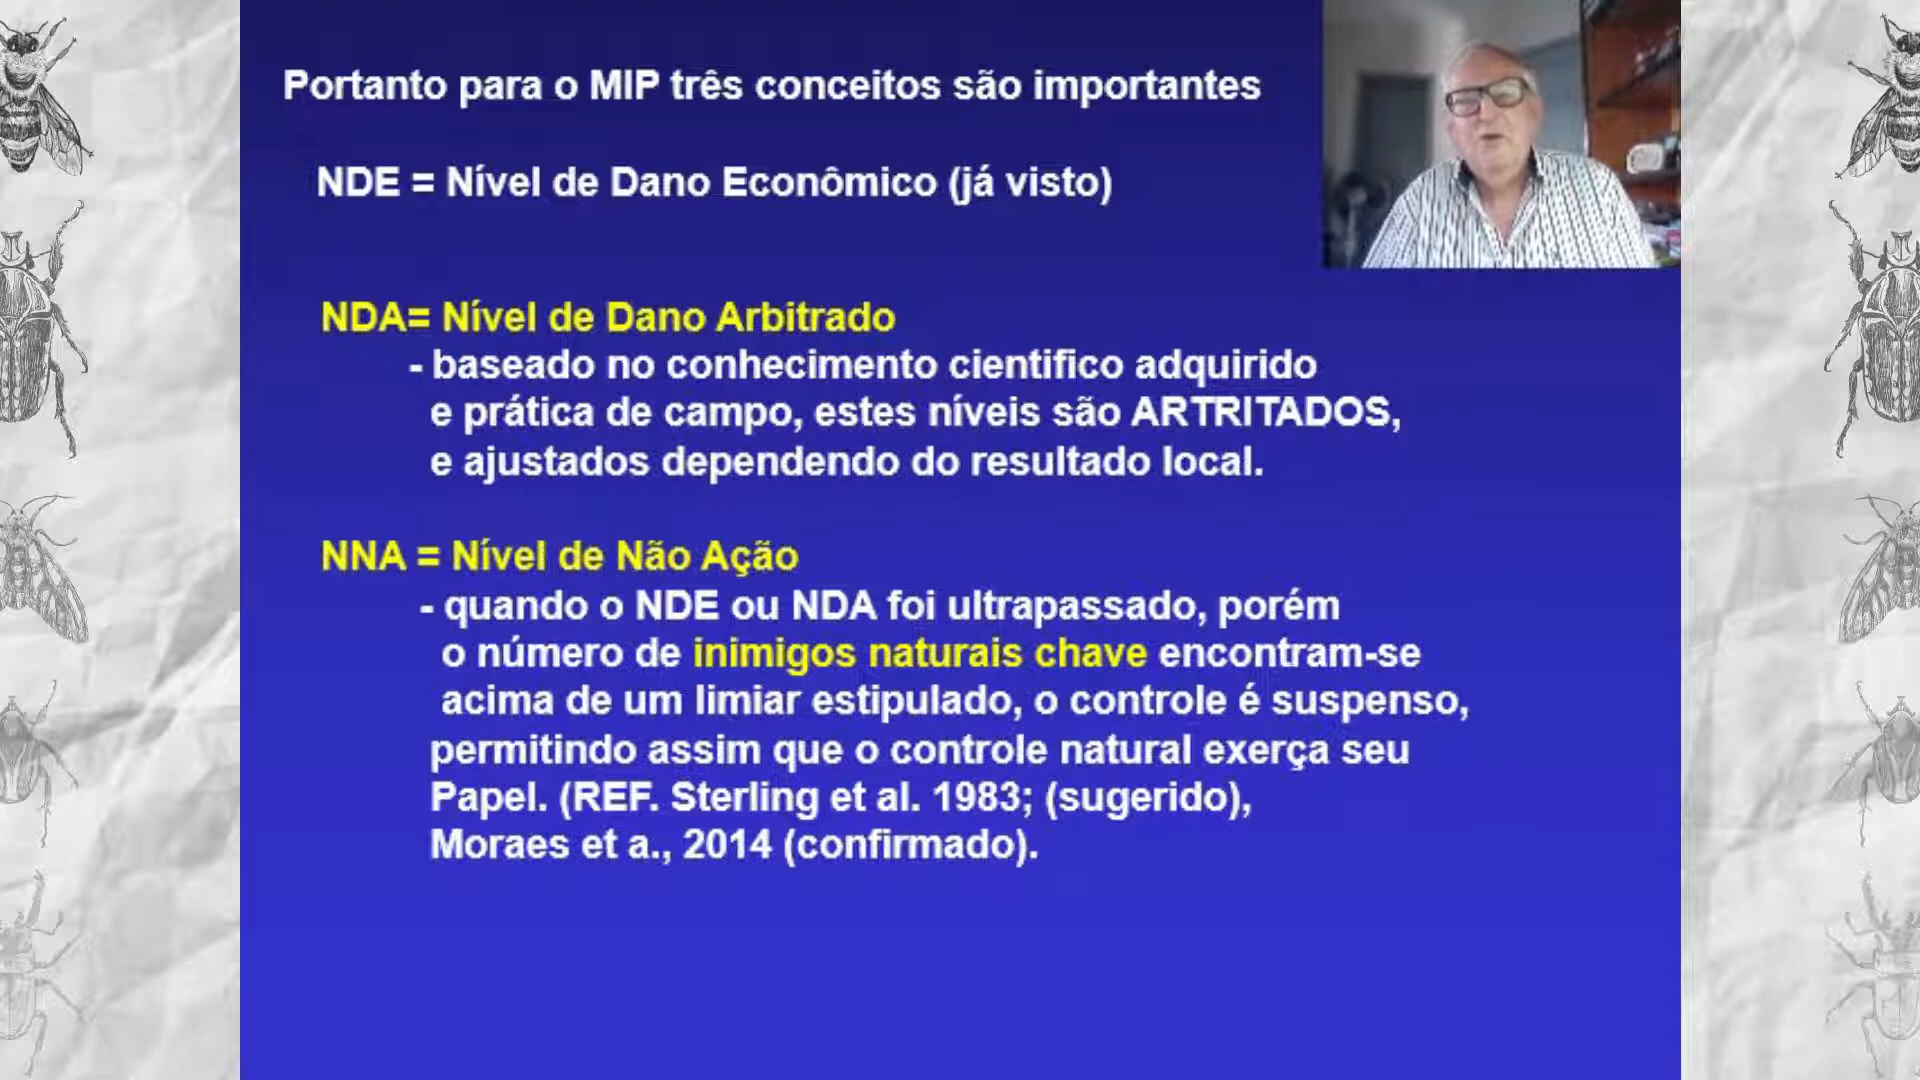 Portanto para o MIP três conceitos são importantes
NDE = Nível de Dano Econômico (já visto)
NDA= Nível de Dano Arbitrado
- baseado no conhecimento cientifico adquirido
e prática de campo, estes níveis são ARTRITADOS,
e ajustados dependendo do resultado local.
NNA = Nível de Não Ação
- quando o NDE ou NDA foi ultrapassado, porém
o número de inimigos naturais chave encontram-se
acima de um limiar estipulado, o controle é suspenso,
permitindo assim que o controle natural exerça seu
Papel. (REF. Sterling et al. 1983; (sugerido),
Moraes et a., 2014 (confirmado).